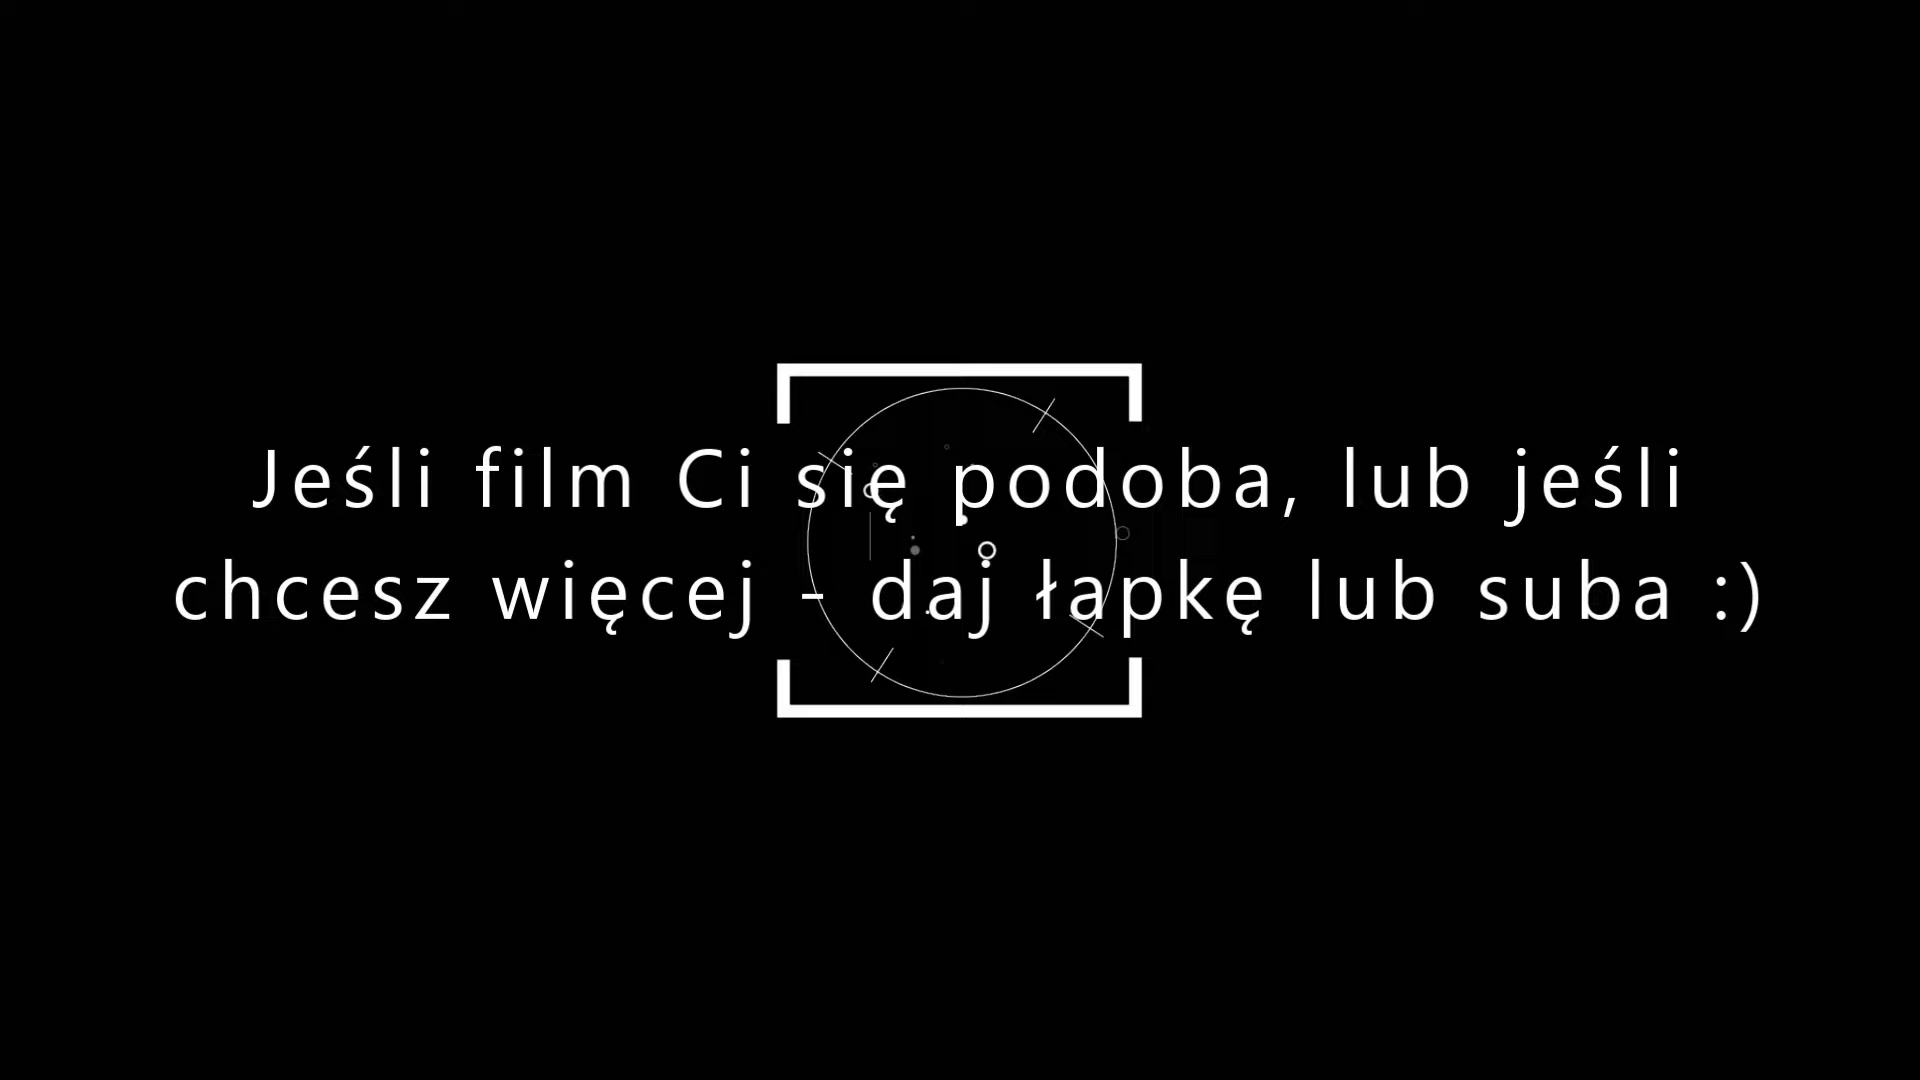 Jeśli film Ci się podoba, lub jeśli
chcesz więcej - daj łapkę lub suba :)